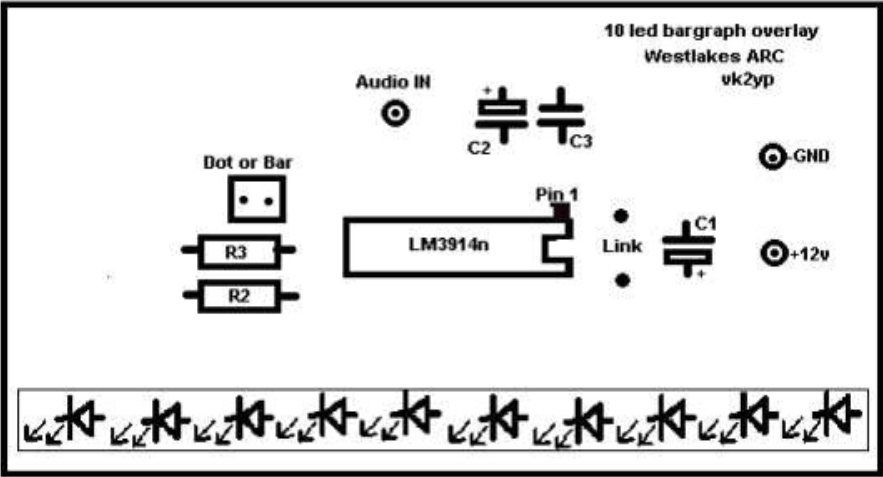 10 led bargraph overlay
Westlakes ARC
vk2yp
Audio IN
+
C2
C3
-GND
Dot or Bar
Pin 1
R3
LM3914n
Link
C1
+
+12v
R2